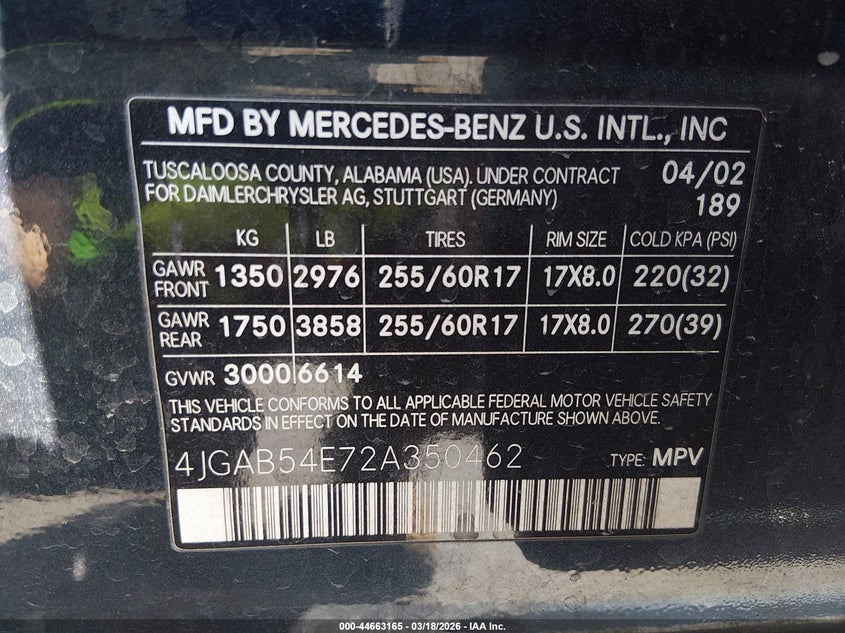 MFD BY MERCEDES-BENZ U.S. INTL., INC
TUSCALOOSA COUNTY, ALABAMA (USA). UNDER CONTRACT 04/02
FOR DAIMLERCHRYSLER AG, STUTTGART (GERMANY) 189
KG LB TIRES RIM SIZE COLD KPA (PSI)
GAWR FRONT 1350 2976 255/60R17 17X8.0 220(32)
GAWR REAR 1750 3858 255/60R17 17X8.0 270(39)
GVWR 3000 6614
THIS VEHICLE CONFORMS TO ALL APPLICABLE FEDERAL MOTOR VEHICLE SAFETY
STANDARDS IN EFFECT ON THE DATE OF MANUFACTURE SHOWN ABOVE.
4JGAB54E72A350462 TYPE: MPV
000-44663165 — 03/18/2026 — IAA Inc.